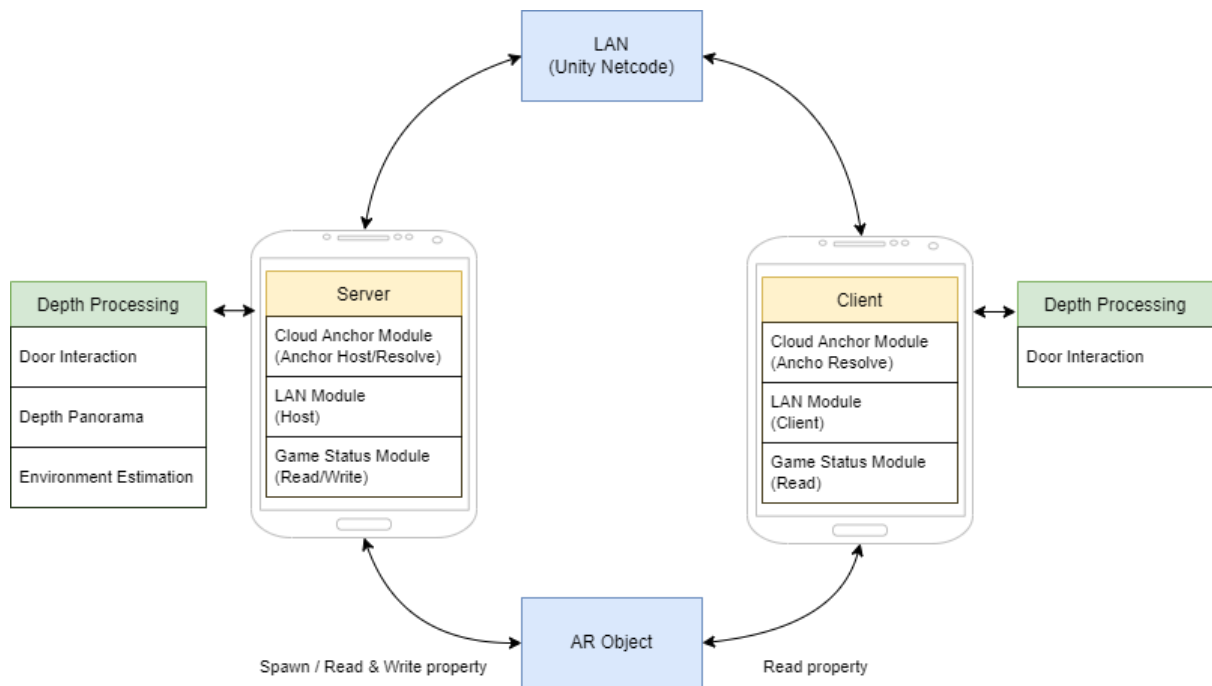 LAN
(Unity Netcode)
Depth Processing
Door Interaction
Depth Panorama
Environment Estimation
Server
Cloud Anchor Module
(Anchor Host/Resolve)
LAN Module
(Host)
Game Status Module
(Read/Write)
Client
Cloud Anchor Module
(Ancho Resolve)
LAN Module
(Client)
Game Status Module
(Read)
Depth Processing
Door Interaction
AR Object
Spawn / Read & Write property
Read property